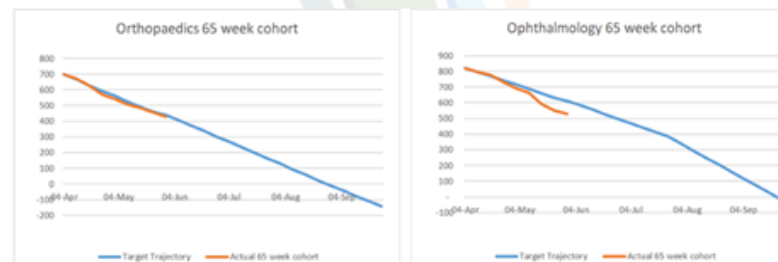 Orthopaedics 65 week cohort
800
700
600
500
400
300
200
100
0
-100
-200
04-Apr
04-May
04-Jun
04-Jul
04-Aug
04-Sep
Target Trajectory
Actual 65 week cohort
Ophthalmology 65 week cohort
900
800
700
600
500
400
300
200
100
-
-100
04-Apr
04-May
04-Jun
04-Jul
04-Aug
04-Sep
Target Trajectory
Actual 65 week cohort